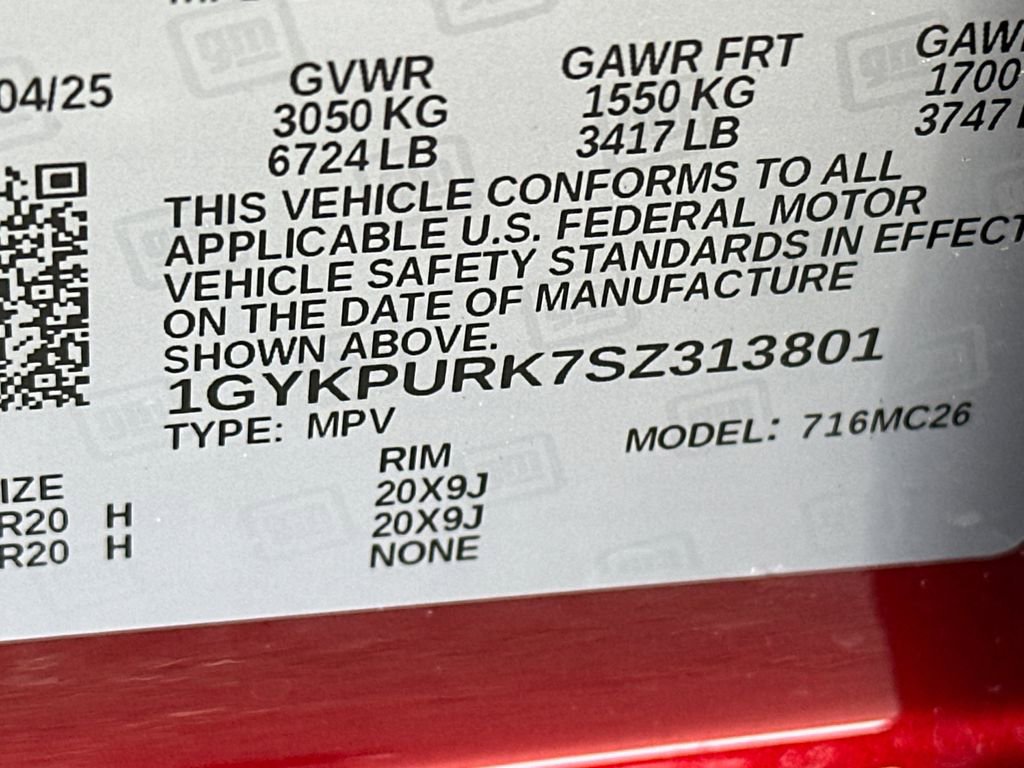 04/25
GVWR
3050 KG
6724 LB
GAWR FRT
1550 KG
3417 LB
1700
3747
THIS VEHICLE CONFORMS TO ALL
APPLICABLE U.S. FEDERAL MOTOR
VEHICLE SAFETY STANDARDS IN EFFECT
ON THE DATE OF MANUFACTURE
SHOWN ABOVE.
1GYKPURK7SZ313801
TYPE: MPV
MODEL: 716MC26
RIM
R20 H 20X9J
R20 H 20X9J
NONE